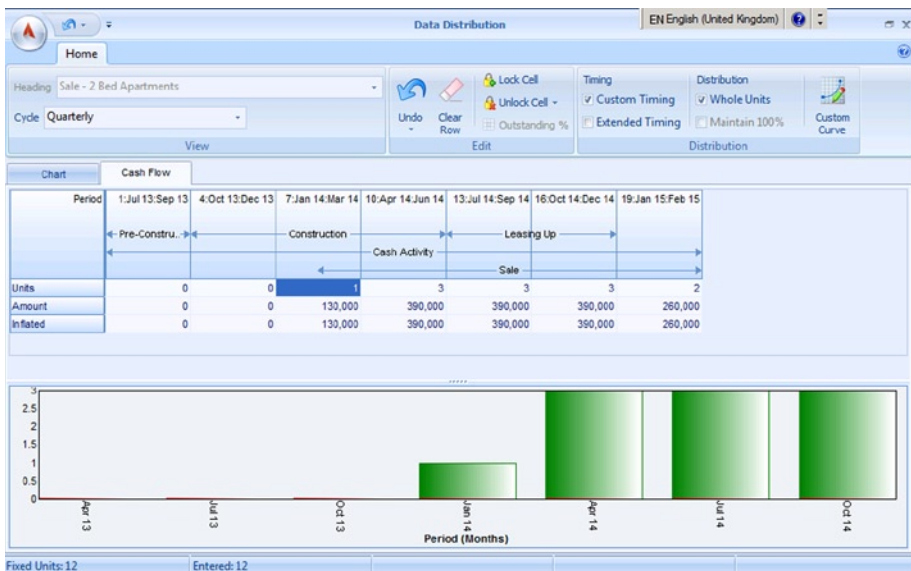 Data Distribution
EN English (United Kingdom)
Home
Heading Sale - 2 Bed Apartments
Cycle Quarterly
View
Undo
Clear Row
Lock Cell
Unlock Cell
Outstanding %
Edit
Timing
Custom Timing
Extended Timing
Distribution
Whole Units
Maintain 100%
Custom Curve
Distribution
Chart
Cash Flow
Period 1:Jul 13:Sep 13 4:Oct 13:Dec 13 7:Jan 14:Mar 14 10:Apr 14:Jun 14 13:Jul 14:Sep 14 16:Oct 14:Dec 14 19:Jan 15:Feb 15
Pre-Constru.. Construction Leasing Up
Cash Activity
Sale
Units 0 0 1 3 3 3 2
Amount 0 0 130,000 390,000 390,000 390,000 260,000
Inflated 0 0 130,000 390,000 390,000 390,000 260,000
3
2.5
2
1.5
1
0.5
0
Apr 13 Jul 13 Oct 13 Jan 14 Apr 14 Jul 14 Oct 14
Period (Months)
Fixed Units: 12 Entered: 12